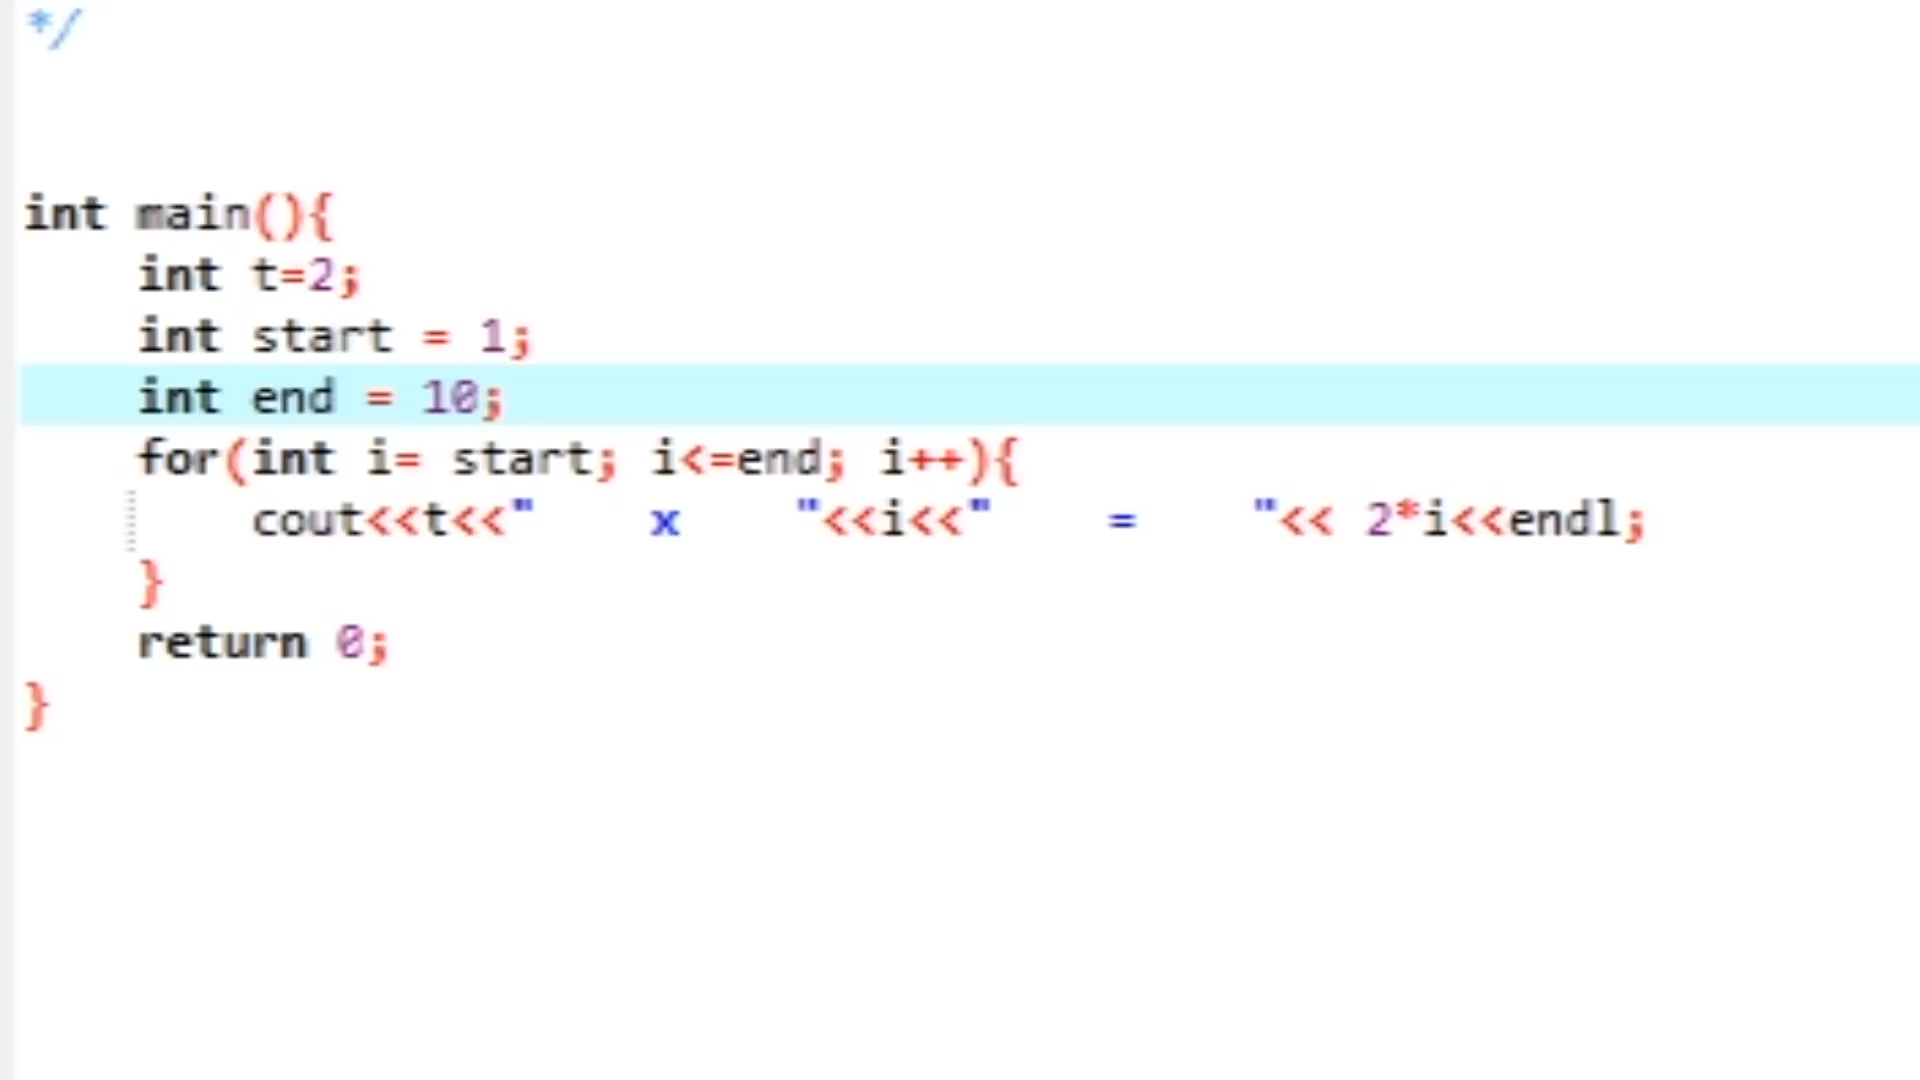 */
int main(){
    int t=2;
    int start = 1;
    int end = 10;
    for(int i= start; i<=end; i++){
        cout<<t<<"    x    "<<i<<"    =    "<< 2*i<<endl;
    }
    return 0;
}